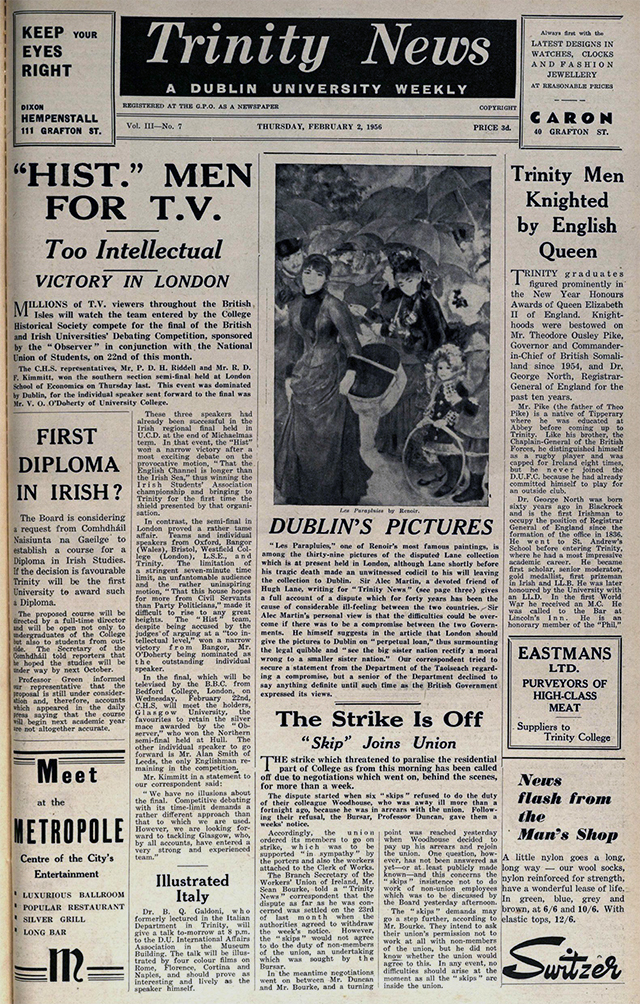 KEEP YOUR
EYES
RIGHT
DIXON
HEMPENSTALL
111 GRAFTON ST.
Trinity News
A DUBLIN UNIVERSITY WEEKLY
REGISTERED AT THE G.P.O. AS A NEWSPAPER
COPYRIGHT
Vol. III—No. 7
THURSDAY, FEBRUARY 2, 1956
PRICE 3d.
Always first with the
LATEST DESIGNS IN
WATCHES, CLOCKS
AND FASHION
JEWELLERY
AT REASONABLE PRICES
CARON
40 GRAFTON ST.
"HIST." MEN
FOR T.V.
Too Intellectual
VICTORY IN LONDON
MILLIONS of T.V. viewers throughout the British
Isles will watch the team entered by the College
Historical Society compete for the final of the British
and Irish Universities' Debating Competition, sponsored
by the "Observer" in conjunction with the National
Union of Students, on 22nd of this month.
The C.H.S. representatives, Mr. P. D. H. Riddell and Mr. R. D.
F. Kimmitt, won the southern section semi-final held at London
School of Economics on Thursday last. This event was dominated
by Dublin, for the individual speaker sent forward to the final was
Mr. V. O. O'Doherty of University College.
These three speakers had
already been successful in the
Irish regional final held in
U.C.D. at the end of Michaelmas
term. In that event, the "Hist"
won a narrow victory after a
most exciting debate on the
provocative motion, "That the
English Channel is longer than
the Irish Sea," thus winning the
Irish Students' Association
championship and bringing to
Trinity for the first time the
shield presented by that organi-
sation.
In contrast, the semi-final in
London proved a rather tame
affair. Teams and individual
speakers from Oxford, Bangor
(Wales), Bristol, Westfield Col-
lege (London), L.S.E., and
Trinity. The limitation of
a stringent seven-minute time
limit, an unfathomable audience
and the rather uninspiring
motion, "That this house hopes
for more from Civil Servants
than Party Politicians," made it
difficult to rise to any great
heights. The "Hist" team,
despite being accused by the
judges of arguing at a "too in-
tellectual level," won a narrow
victory from Bangor, Mr.
O'Doherty being nominated as
the outstanding individual
speaker.
In the final, which will be
televised by the B.B.C. from
Bedford College, London, on
Wednesday, February 22nd,
C.H.S. will meet the holders,
Glasgow University, the
favourites to retain the silver
mace awarded by the "Ob-
server," who won the Northern
semi-final held at Hull. The
other individual speaker to go
forward is Mr. Alan Smith of
Leeds, the only Englishman re-
maining in the competition.
Mr. Kimmitt in a statement to
our correspondent said:
"We have no illusions about
the final. Competitive debating
with its time-limit demands a
rather different approach than
that to which we are used.
However, we are looking for-
ward to tackling Glasgow, who,
by all accounts, have entered a
very strong and experienced
team."
FIRST
DIPLOMA
IN IRISH?
The Board is considering
a request from Comhdháil
Naisiunta na Gaeilge to
establish a course for a
Diploma in Irish Studies.
If the decision is favourable
Trinity will be the first
University to award such
a Diploma.
The proposed course will be
directed by a full-time director
and will be open not only to
undergraduates of the College
but also to students from out-
side. The Secretary of the
Comhdháil told reporters that
he hoped the studies will be
under way by next October.
Professor Greene informed
our representative that the
proposal is still under consider-
ation and, therefore, accounts
which appeared in the daily
press saying that the course
will begin next academic year
are not altogether accurate.
Meet
at the
METROPOLE
Centre of the City's
Entertainment
LUXURIOUS BALLROOM
POPULAR RESTAURANT
SILVER GRILL
LONG BAR
M
Illustrated
Italy
Dr. B. Q. Galdoni, who
formerly lectured in the Italian
Department in Trinity, will
give a talk to-morrow at 8 p.m.
to the D.U. International Affairs
Association in the Museum
Building. The talk will be illus-
trated by four colour films on
Rome, Florence, Cortina and
Naples, and should prove as
interesting and lively as the
speaker himself.
Les Parapluies by Renoir.
DUBLIN'S PICTURES
"Les Parapluies," one of Renoir's most famous paintings, is
among the thirty-nine pictures of the disputed Lane collection
which is at present held in London, although Lane shortly before
his tragic death made an unwitnessed codicil to his will leaving
the collection to Dublin. Sir Alec Martin, a devoted friend of
Hugh Lane, writing for "Trinity News" (see page three) gives
a full account of a dispute which for forty years has been the
cause of considerable ill-feeling between the two countries. Sir
Alec Martin's personal view is that the difficulties could be over-
come if there was to be a compromise between the two Govern-
ments. He himself suggests in the article that London should
give the pictures to Dublin on "perpetual loan," thus surmounting
the legal quibble and "see the big sister nation rectify a moral
wrong to a smaller sister nation." Our correspondent tried to
secure a statement from the Department of the Taoiseach regard-
ing a compromise, but a senior of the Department declined to
say anything definite until such time as the British Government
expressed its views.
The Strike Is Off
"Skip" Joins Union
THE strike which threatened to paralise the residential
part of College as from this morning has been called
off due to negotiations which went on, behind the scenes,
for more than a week.
The dispute started when six "skips" refused to do the duty
of their colleague Woodhouse, who was away ill more than a
fortnight ago, because he was in arrears with the union. Follow-
ing their refusal, the Bursar, Professor Duncan, gave them a
weeks' notice.
Accordingly, the union
ordered its members to go on
strike, which was to be
supported "in sympathy" by
the porters and also the workers
attached to the Clerk of Works.
The Branch Secretary of the
Workers' Union of Ireland, Mr.
Sean Bourke, told a "Trinity
News" correspondent that the
dispute as far as he was con-
cerned was settled on the 23rd
of last month when the
authorities agreed to withdraw
the week's notice. However,
the "skips" would not agree
to do the duty of non-members
of the union, an undertaking
which was sought by the
Bursar.
In the meantime negotiations
went on between Mr. Duncan
and Mr. Bourke, and a turning
point was reached yesterday
when Woodhouse decided to
pay up his arrears and rejoin
the union. One question, how-
ever, has not been answered as
yet—or at least publicly made
known—and this concerns the
"skips" insistence not to do
work of non-union employees
which was to be discussed by
the Board yesterday afternoon.
The "skips" demands may
go a step further, according to
Mr. Bourke. They intend to ask
their union's permission not to
work at all with non-members
of the union, but he did not
know whether the union would
agree to this. In any event, no
difficulties should arise at the
moment as all the "skips" are
inside the union.
Trinity Men
Knighted
by English
Queen
TRINITY graduates
figured prominently in
the New Year Honours
Awards of Queen Elizabeth
II of England. Knight-
hoods were bestowed on
Mr. Theodore Ousley Pike,
Governor and Commander-
in-Chief of British Somali-
land since 1954, and Dr.
George North, Registrar-
General of England for the
past ten years.
Mr. Pike (the father of Theo
Pike) is a native of Tipperary
where he was educated at
Abbey before coming up to
Trinity. Like his brother, the
Chaplain-General of the British
Forces, he distinguished himself
as a rugby player and was
capped for Ireland eight times,
but he never joined the
D.U.F.C. because he had already
committed himself to play for
an outside club.
Dr. George North was born
sixty years ago in Blackrock
and is the first Irishman to
occupy the position of Registrar
General of England since the
formation of the office in 1836.
He went to St. Andrew's
School before entering Trinity,
where he had a most impressive
academic career. He became
first scholar, senior moderator,
gold medallist, first prizeman
in Irish and LL.B. He was later
honoured by the University with
an LL.D. In the first World
War he received an M.C. He
was called to the Bar at
Lincoln's Inn. He is an
honorary member of the "Phil,"
EASTMANS
LTD.
PURVEYORS OF
HIGH-CLASS
MEAT
Suppliers to
Trinity College
News
flash from
the
Man's Shop
A little nylon goes a long,
long way — our wool socks,
nylon reinforced for strength,
have a wonderful lease of life.
In green, blue, grey and
brown, at 6/6 and 10/6. With
elastic tops, 12/6.
Switzer